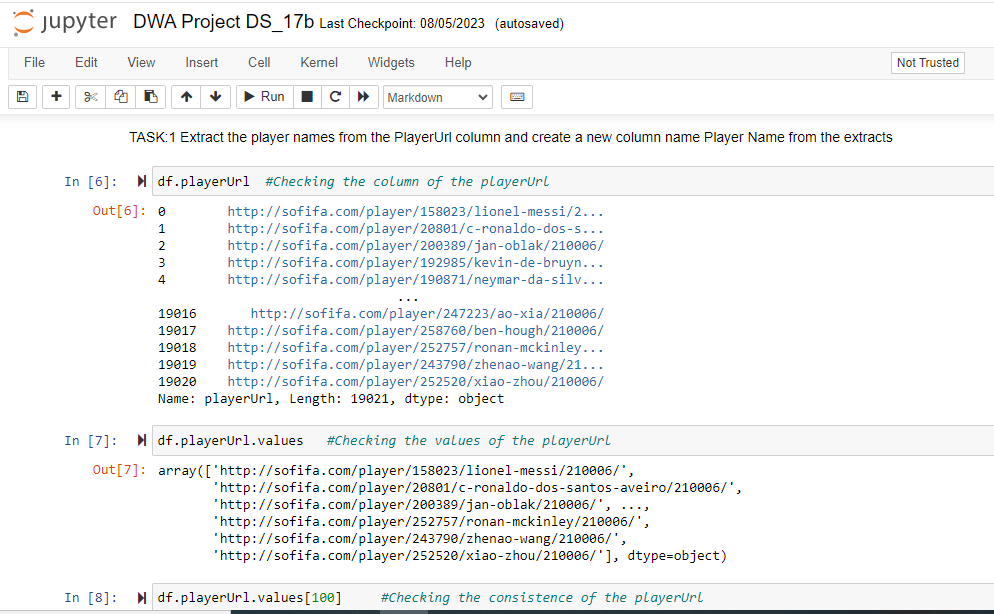 jupyter DWA Project DS_17b Last Checkpoint: 08/05/2023 (autosaved)
File Edit View Insert Cell Kernel Widgets Help Not Trusted
Run Markdown
TASK:1 Extract the player names from the PlayerUrl column and create a new column name Player Name from the extracts
In [6]: df.playerUrl #Checking the column of the playerUrl
Out[6]: 0 http://sofifa.com/player/158023/lionel-messi/2...
1 http://sofifa.com/player/20801/c-ronaldo-dos-s...
2 http://sofifa.com/player/200389/jan-oblak/210006/
3 http://sofifa.com/player/192985/kevin-de-bruyn...
4 http://sofifa.com/player/190871/neymar-da-silv...
...
19016 http://sofifa.com/player/247223/ao-xia/210006/
19017 http://sofifa.com/player/258760/ben-hough/210006/
19018 http://sofifa.com/player/252757/ronan-mckinley...
19019 http://sofifa.com/player/243790/zhenao-wang/21...
19020 http://sofifa.com/player/252520/xiao-zhou/210006/
Name: playerUrl, Length: 19021, dtype: object
In [7]: df.playerUrl.values #Checking the values of the playerUrl
Out[7]: array(['http://sofifa.com/player/158023/lionel-messi/210006/',
'http://sofifa.com/player/20801/c-ronaldo-dos-santos-aveiro/210006/',
'http://sofifa.com/player/200389/jan-oblak/210006/', ...,
'http://sofifa.com/player/252757/ronan-mckinley/210006/',
'http://sofifa.com/player/243790/zhenao-wang/210006/',
'http://sofifa.com/player/252520/xiao-zhou/210006/'], dtype=object)
In [8]: df.playerUrl.values[100] #Checking the consistence of the playerUrl